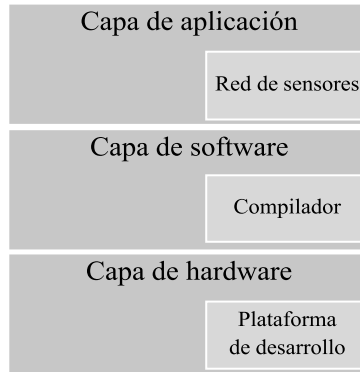 Capa de aplicación
Red de sensores
Capa de software
Compilador
Capa de hardware
Plataforma
de desarrollo